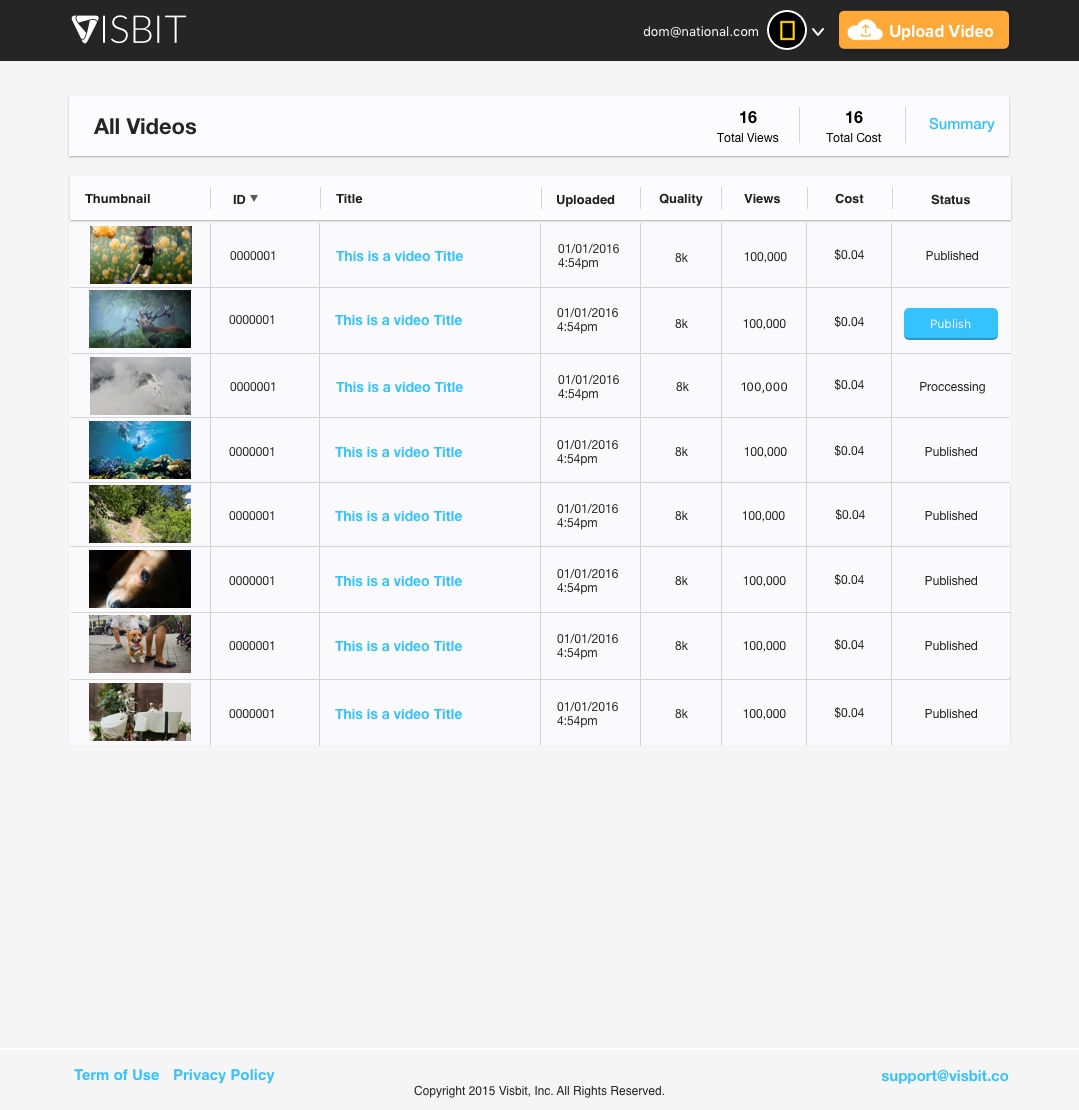 VISBIT
dom@national.com
Upload Video
All Videos
16
Total Views
16
Total Cost
Summary
Thumbnail ID ▼ Title Uploaded Quality Views Cost Status
0000001 This is a video Title 01/01/2016 4:54pm 8k 100,000 $0.04 Published
0000001 This is a video Title 01/01/2016 4:54pm 8k 100,000 $0.04 Publish
0000001 This is a video Title 01/01/2016 4:54pm 8k 100,000 $0.04 Proccessing
0000001 This is a video Title 01/01/2016 4:54pm 8k 100,000 $0.04 Published
0000001 This is a video Title 01/01/2016 4:54pm 8k 100,000 $0.04 Published
0000001 This is a video Title 01/01/2016 4:54pm 8k 100,000 $0.04 Published
0000001 This is a video Title 01/01/2016 4:54pm 8k 100,000 $0.04 Published
0000001 This is a video Title 01/01/2016 4:54pm 8k 100,000 $0.04 Published
Term of Use Privacy Policy
Copyright 2015 Visbit, Inc. All Rights Reserved.
support@visbit.co